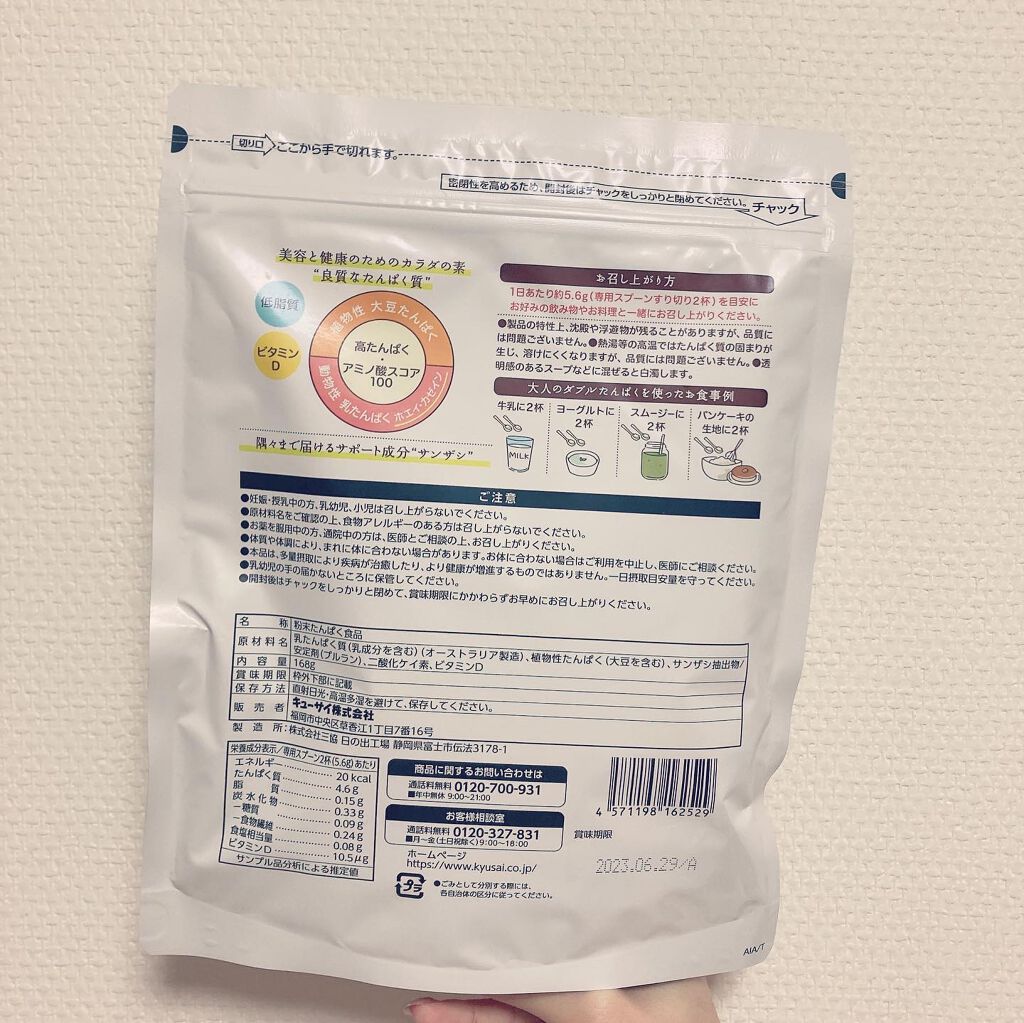 切り口
ここから手で切れます。
密閉性を高めるため、開封後はチャックをしっかりと閉めてください。
チャック
美容と健康のためのカラダの素
“良質なたんぱく質”
低脂質
ビタミン
D
植物性 大豆たんぱく
高たんぱく
・
アミノ酸スコア
100
動物性 乳たんぱく ホエイ・カゼイン
隅々まで届けるサポート成分“サンザシ”
お召し上がり方
1日あたり約5.6g(専用スプーンすり切り2杯)を目安に
お好みの飲み物やお料理と一緒にお召し上がりください。
●製品の特性上、沈殿や浮遊物が残ることがありますが、品質に
は問題ございません。●熱湯等の高温ではたんぱく質の固まりが
生じ、溶けにくくなりますが、品質には問題ございません。●透
明感のあるスープなどに混ぜると白濁します。
大人のダブルたんぱくを使ったお食事例
牛乳に2杯
MILK
ヨーグルトに
2杯
スムージーに
2杯
パンケーキの
生地に2杯
ご注意
●妊娠・授乳中の方、乳幼児、小児は召し上がらないでください。
●原材料名をご確認の上、食物アレルギーのある方は召し上がらないでください。
●お薬を服用中の方、通院中の方は、医師とご相談の上、お召し上がりください。
●体質や体調により、まれに体に合わない場合があります。お体に合わない場合はご利用を中止し、医師にご相談ください。
●本品は、多量摂取により疾病が治癒したり、より健康が増進するものではありません。一日摂取目安量を守ってください。
●乳幼児の手の届かないところに保管してください。
●開封後はチャックをしっかりと閉めて、賞味期限にかかわらずお早めにお召し上がりください。
名称 粉末たんぱく食品
原材料名 乳たんぱく質(乳成分を含む)(オーストラリア製造)、植物性たんぱく(大豆を含む)、サンザシ抽出物/
安定剤(プルラン)、二酸化ケイ素、ビタミンD
内容量 168g
賞味期限 枠外下部に記載
保存方法 直射日光・高温多湿を避けて、保存してください。
販売者 キューサイ株式会社
福岡市中央区草香江1丁目7番16号
製造所:株式会社三協 日の出工場 静岡県富士市伝法3178-1
栄養成分表示/専用スプーン2杯(5.6g)あたり
エネルギー 20 kcal
たんぱく質 4.6g
脂質 0.15g
炭水化物 0.33g
－糖質 0.09g
－食物繊維 0.24g
食塩相当量 0.08g
ビタミンD 10.5μg
サンプル品分析による推定値
商品に関するお問い合わせは
通話料無料 0120-700-931
■年中無休 9:00~21:00
お客様相談室
通話料無料 0120-327-831
■月~金(土日祝除く)9:00~18:00
ホームページ
https://www.kyusai.co.jp/
プラ
●ごみとして分別する際には、
各自治体の区分に従ってください。
4 571198 162529
賞味期限
2023.06.29/A
AIA/T